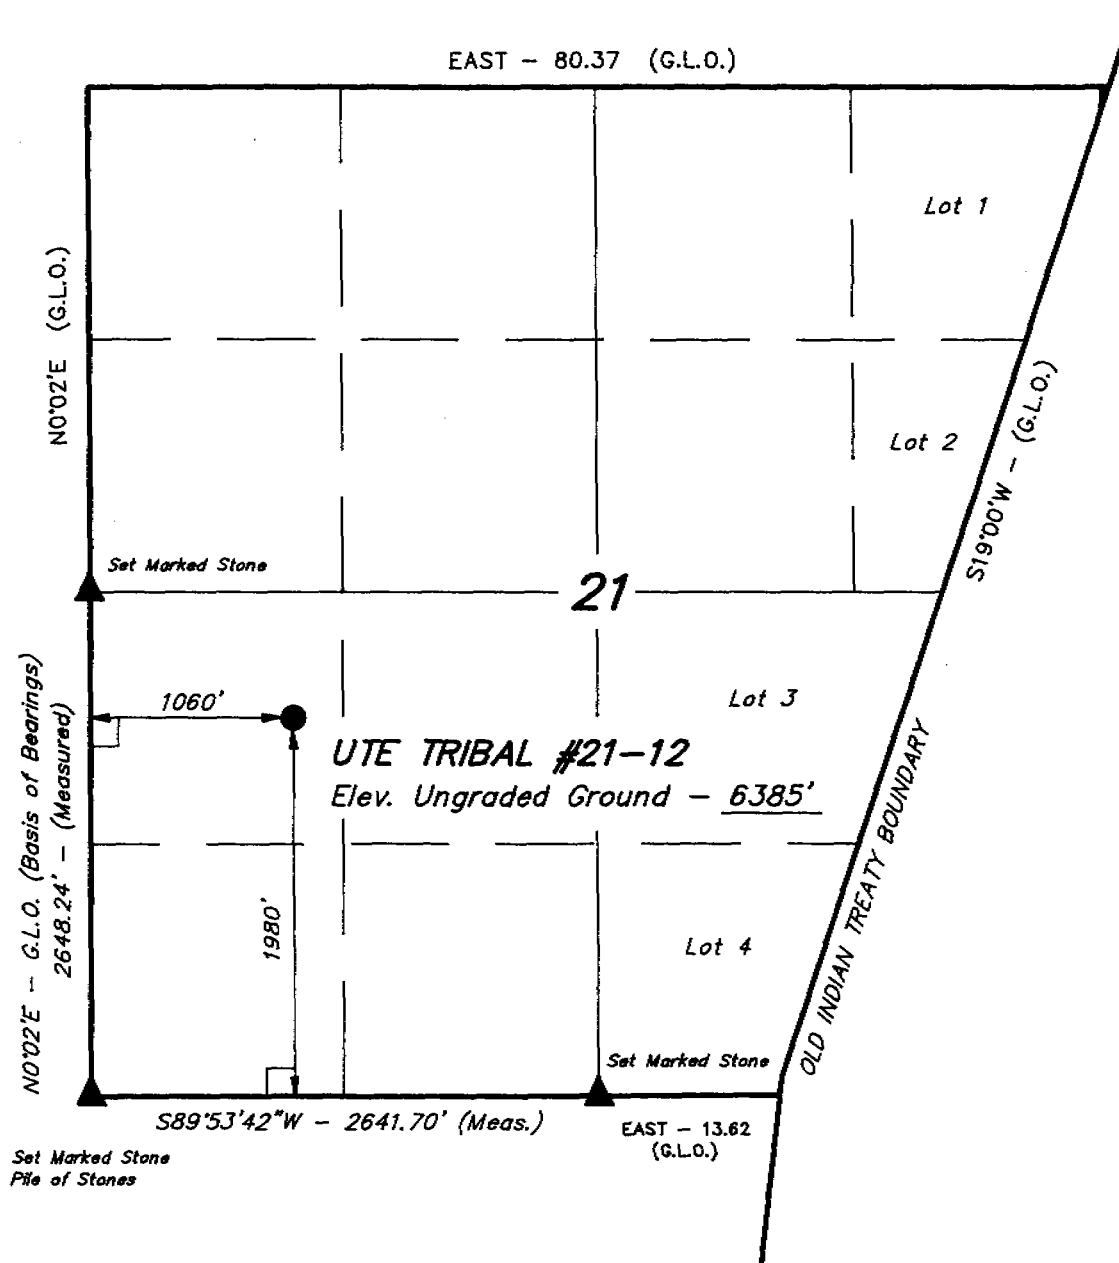 EAST – 80.37 (G.L.O.)
Lot 1
N0°02'E (G.L.O.)
Lot 2
S19°00'W – (G.L.O.)
Set Marked Stone
21
1060'
Lot 3
UTE TRIBAL #21–12
Elev. Ungraded Ground – 6385'
N0°02'E – G.L.O. (Basis of Bearings)
2648.24' – (Measured)
1980'
OLD INDIAN TREATY BOUNDARY
Lot 4
Set Marked Stone
S89°53'42"W – 2641.70' (Meas.)
EAST – 13.62
(G.L.O.)
Set Marked Stone
Pile of Stones